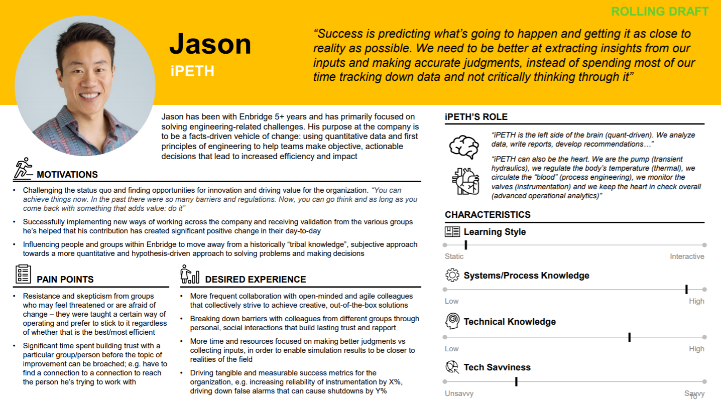 ROLLING DRAFT
Jason
iPETH
“Success is predicting what’s going to happen and getting it as close to
reality as possible. We need to be better at extracting insights from our
inputs and making accurate judgments, instead of spending most of our
time tracking down data and not critically thinking through it”
Jason has been with Enbridge 5+ years and has primarily focused on
solving engineering-related challenges. His purpose at the company is
to be a facts-driven vehicle of change: using quantitative data and first
principles of engineering to help teams make objective, actionable
decisions that lead to increased efficiency and impact
MOTIVATIONS
• Challenging the status quo and finding opportunities for innovation and driving value for the organization. “You can
achieve things now. In the past there were so many barriers and regulations. Now, you can go think and as long as you
come back with something that adds value: do it”
• Successfully implementing new ways of working across the company and receiving validation from the various groups
he’s helped that his contribution has created significant positive change in their day-to-day
• Influencing people and groups within Enbridge to move away from a historically “tribal knowledge”, subjective approach
towards a more quantitative and hypothesis-driven approach to solving problems and making decisions
PAIN POINTS
• Resistance and skepticism from groups
who may feel threatened or are afraid of
change – they were taught a certain way of
operating and prefer to stick to it regardless
of whether that is the best/most efficient
• Significant time spent building trust with a
particular group/person before the topic of
improvement can be broached; e.g. have to
find a connection to a connection to reach
the person he’s trying to work with
DESIRED EXPERIENCE
• More frequent collaboration with open-minded and agile colleagues
that collectively strive to achieve creative, out-of-the-box solutions
• Breaking down barriers with colleagues from different groups through
personal, social interactions that build lasting trust and rapport
• More time and resources focused on making better judgments vs
collecting inputs, in order to enable simulation results to be closer to
realities of the field
• Driving tangible and measurable success metrics for the
organization, e.g. increasing reliability of instrumentation by X%,
driving down false alarms that can cause shutdowns by Y%
iPETH’S ROLE
“iPETH is the left side of the brain (quant-driven). We analyze
data, write reports, develop recommendations…”
“iPETH can also be the heart. We are the pump (transient
hydraulics), we regulate the body’s temperature (thermal), we
circulate the “blood” (process engineering), we monitor the
valves (instrumentation) and we keep the heart in check overall
(advanced operational analytics)”
CHARACTERISTICS
Learning Style
Static Interactive
Systems/Process Knowledge
Low High
Technical Knowledge
Low High
Tech Savviness
Unsavvy Savvy